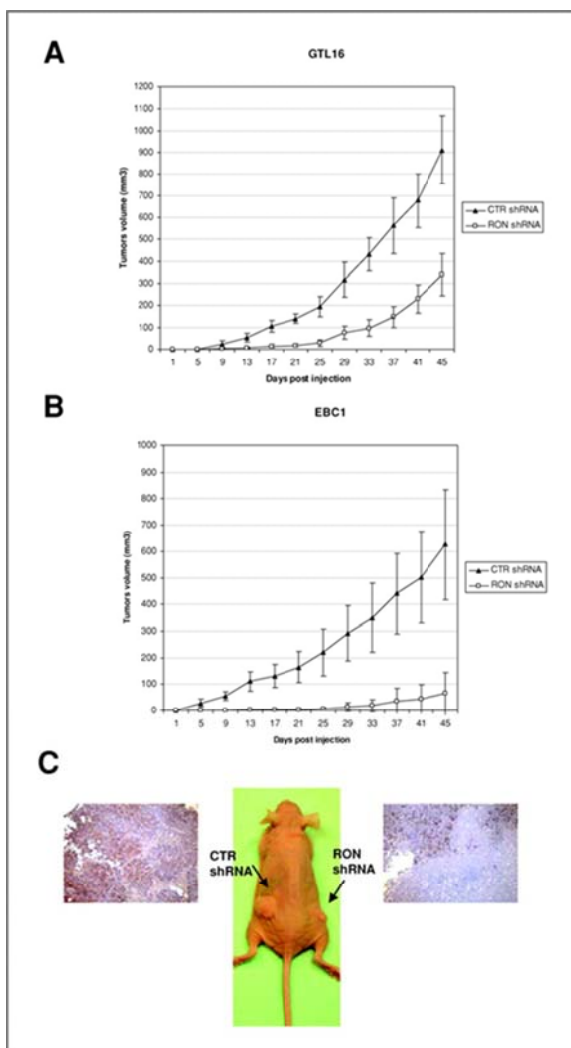 A
GTL16
1200
1100
1000
900
800
700
600
500
400
300
200
100
0
Tumors volume (mm3)
1 5 9 13 17 21 25 29 33 37 41 45
Days post injection
CTR shRNA
RON shRNA
B
EBC1
1000
900
800
700
600
500
400
300
200
100
0
Tumors volume (mm3)
1 5 9 13 17 21 25 29 33 37 41 45
Days post injection
CTR shRNA
RON shRNA
C
CTR
shRNA
RON
shRNA